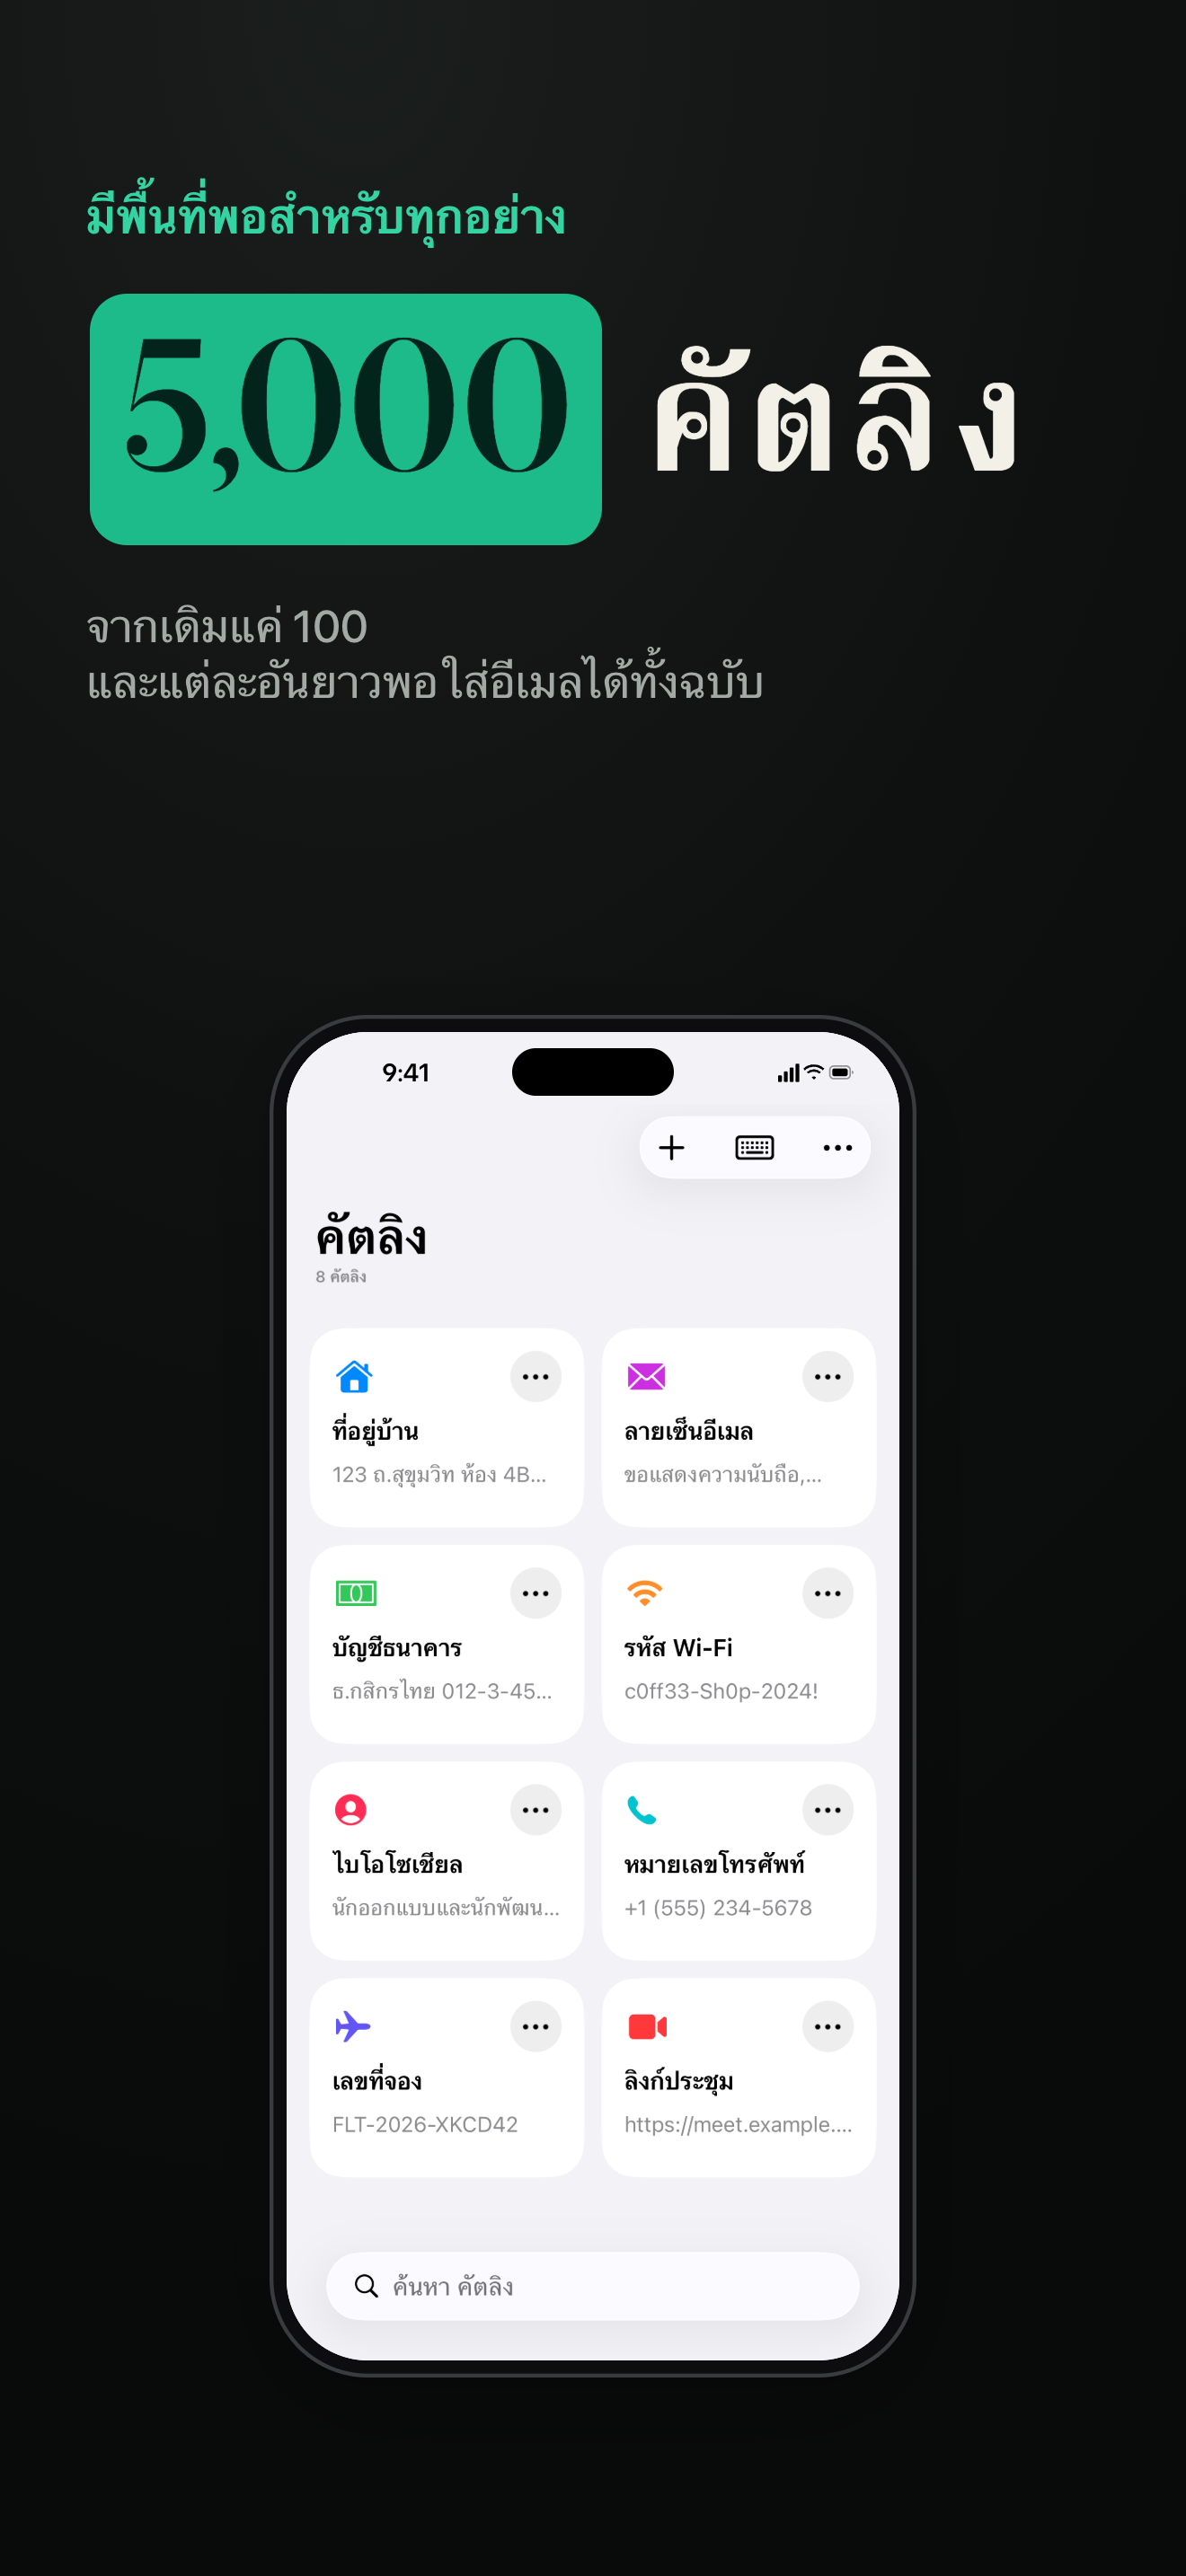 มีพื้นที่พอสำหรับทุกอย่าง
5,000 คัตลิง
จากเดิมแค่ 100
และแต่ละอันยาวพอใส่อีเมลได้ทั้งฉบับ
9:41
คัตลิง
8 คัตลิง
ที่อยู่บ้าน
123 ถ.สุขุมวิท ห้อง 4B...
ลายเซ็นอีเมล
ขอแสดงความนับถือ,...
บัญชีธนาคาร
ธ.กสิกรไทย 012-3-45...
รหัส Wi-Fi
c0ff33-Sh0p-2024!
ไบโอโซเชียล
นักออกแบบและนักพัฒน...
หมายเลขโทรศัพท์
+1 (555) 234-5678
เลขที่จอง
FLT-2026-XKCD42
ลิงก์ประชุม
https://meet.example....
ค้นหา คัตลิง